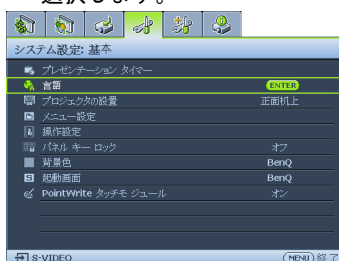 選択します。
システム設定: 基本
プレゼンテーション タイマー
言語 ENTER
プロジェクタの設置 正面机上
メニュー設定
操作設定
パネル キー ロック オフ
背景色 BenQ
起動画面 BenQ
PointWrite タッチモ ジュール オン
S-VIDEO MENU 終了